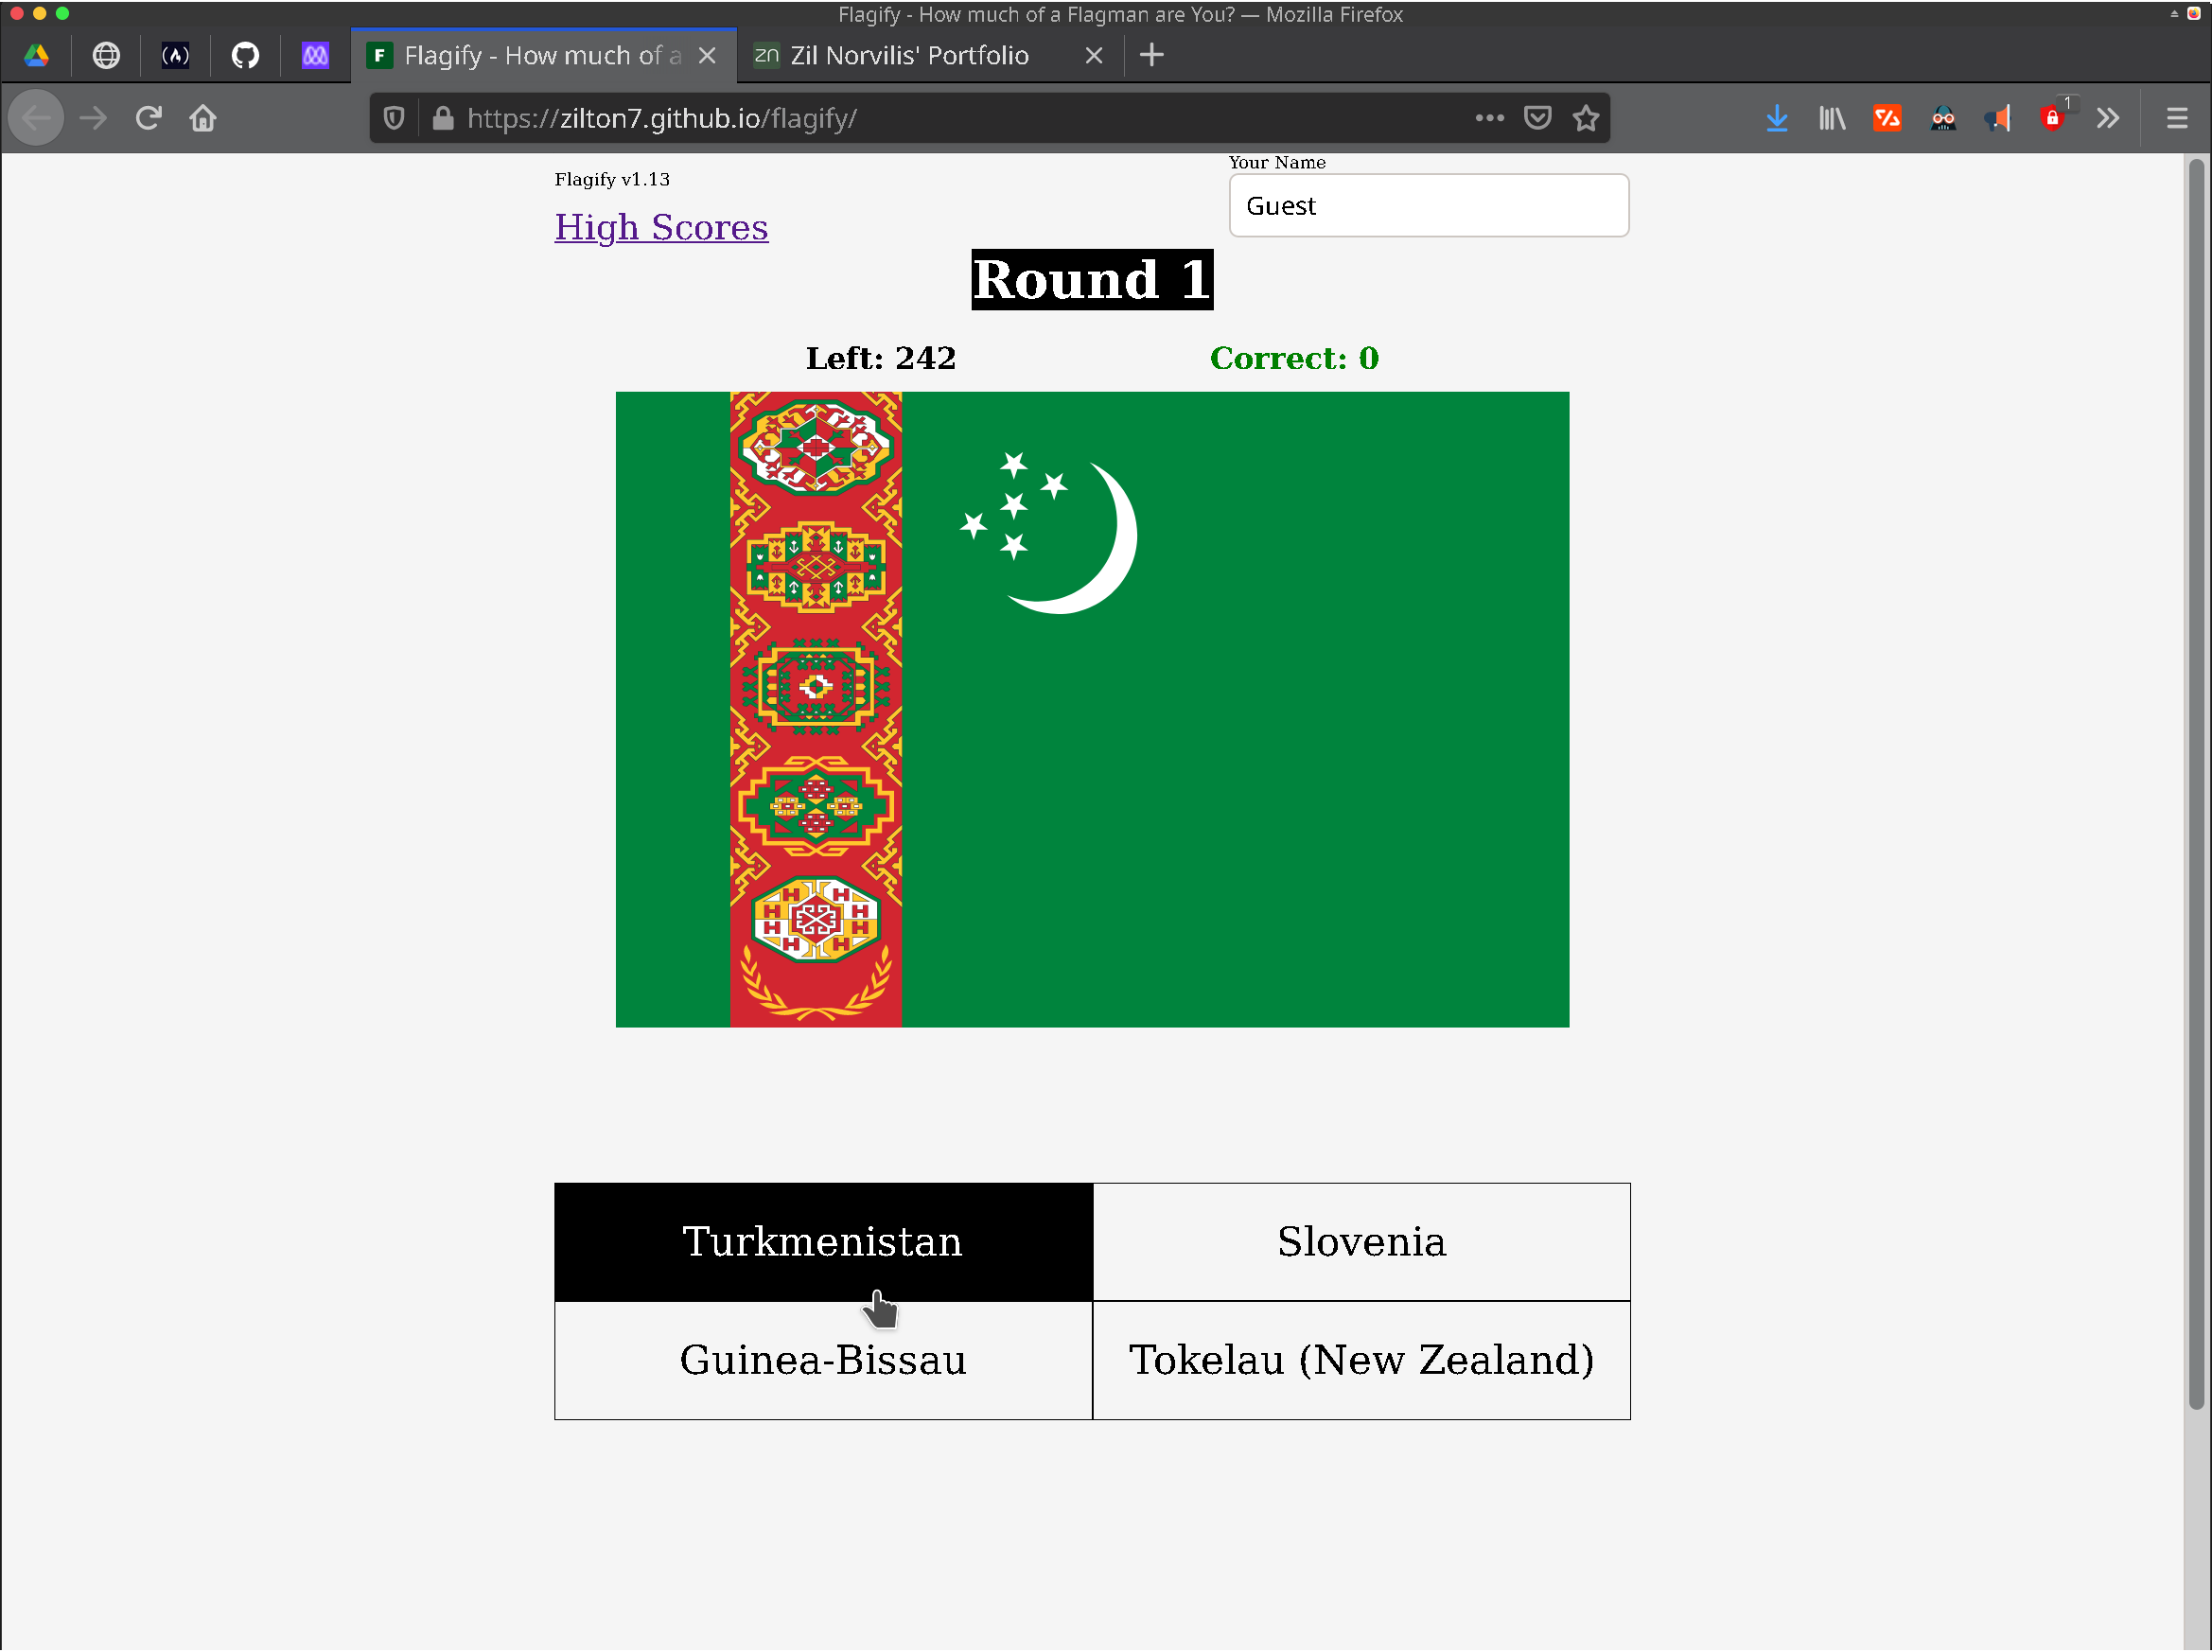 Flagify - How much of a Flagman are You? — Mozilla Firefox
Flagify - How much of a
zn Zil Norvilis' Portfolio
https://zilton7.github.io/flagify/
1
Flagify v1.13
Your Name
High Scores
Guest
Round 1
Left: 242 Correct: 0
Turkmenistan Slovenia
Guinea-Bissau Tokelau (New Zealand)